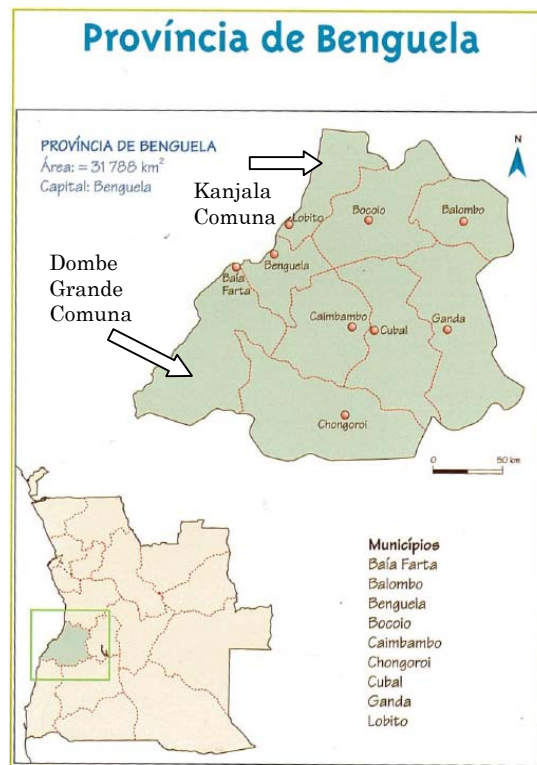 Província de Benguela
PROVÍNCIA DE BENGUELA
Área: = 31 788 km²
Capital: Benguela
N
Kanjala
Comuna
Lobito
Bocoio
Balombo
Dombe
Grande
Comuna
Benguela
Baía
Farta
Caimbambo
Cubal
Ganda
Chongoroi
0 50 km
Municípios
Baía Farta
Balombo
Benguela
Bocoio
Caimbambo
Chongoroi
Cubal
Ganda
Lobito